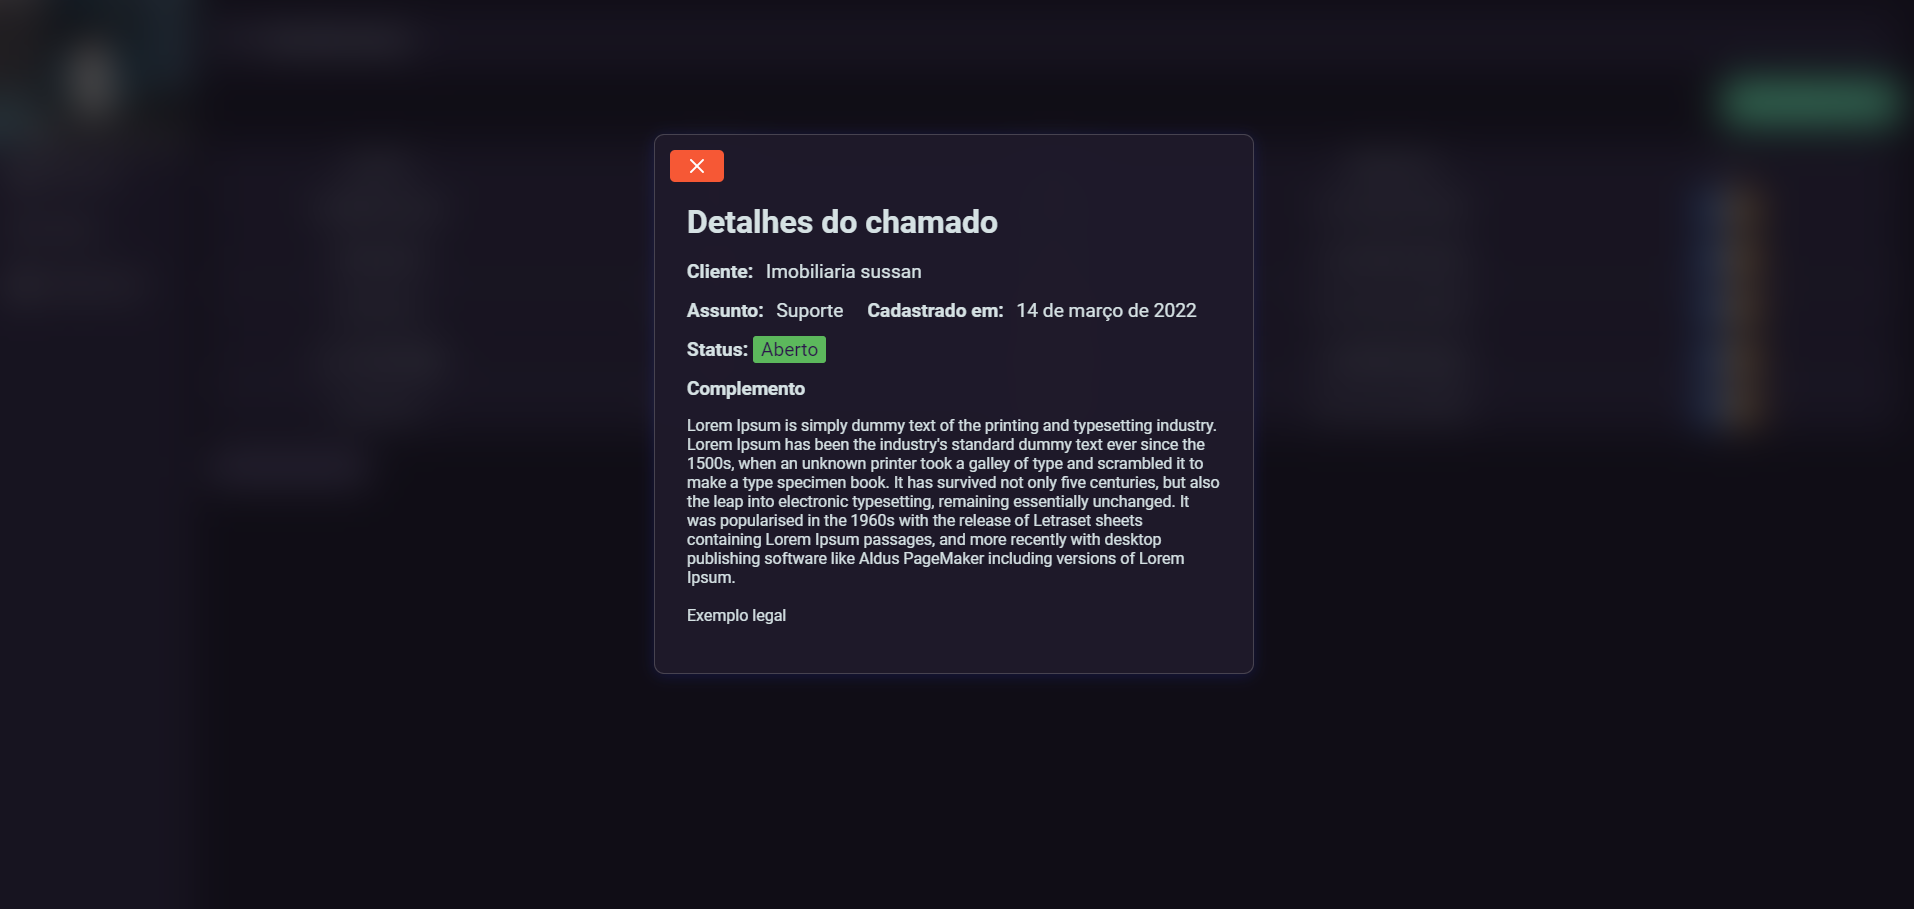 Detalhes do chamado
Cliente: Imobiliaria sussan
Assunto: Suporte Cadastrado em: 14 de março de 2022
Status: Aberto
Complemento
Lorem Ipsum is simply dummy text of the printing and typesetting industry.
Lorem Ipsum has been the industry's standard dummy text ever since the
1500s, when an unknown printer took a galley of type and scrambled it to
make a type specimen book. It has survived not only five centuries, but also
the leap into electronic typesetting, remaining essentially unchanged. It
was popularised in the 1960s with the release of Letraset sheets
containing Lorem Ipsum passages, and more recently with desktop
publishing software like Aldus PageMaker including versions of Lorem
Ipsum.
Exemplo legal